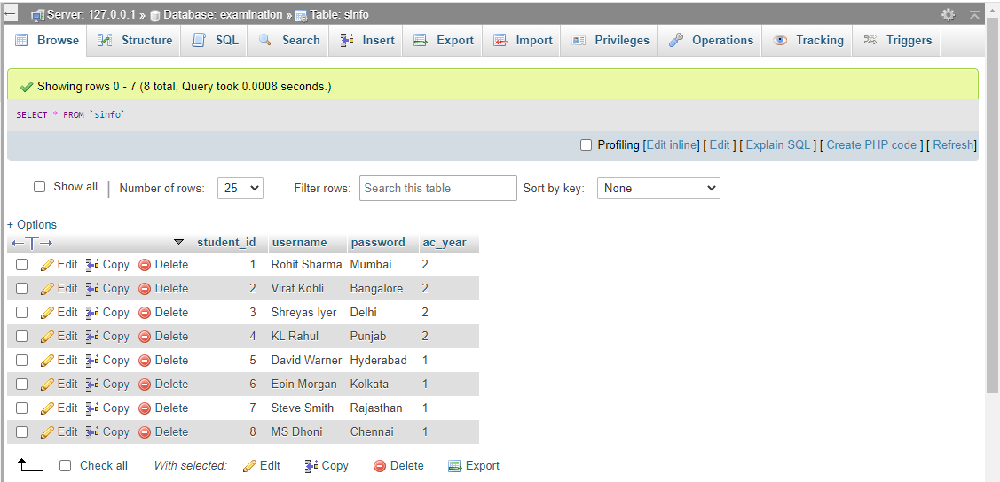 Server: 127.0.0.1 » Database: examination » Table: sinfo
Browse Structure SQL Search Insert Export Import Privileges Operations Tracking Triggers
Showing rows 0 - 7 (8 total, Query took 0.0008 seconds.)
SELECT * FROM `sinfo`
Profiling [Edit inline] [ Edit ] [ Explain SQL ] [ Create PHP code ] [ Refresh]
Show all | Number of rows: 25 Filter rows: Search this table Sort by key: None
+ Options
←T→ student_id username password ac_year
Edit Copy Delete 1 Rohit Sharma Mumbai 2
Edit Copy Delete 2 Virat Kohli Bangalore 2
Edit Copy Delete 3 Shreyas Iyer Delhi 2
Edit Copy Delete 4 KL Rahul Punjab 2
Edit Copy Delete 5 David Warner Hyderabad 1
Edit Copy Delete 6 Eoin Morgan Kolkata 1
Edit Copy Delete 7 Steve Smith Rajasthan 1
Edit Copy Delete 8 MS Dhoni Chennai 1
Check all With selected: Edit Copy Delete Export